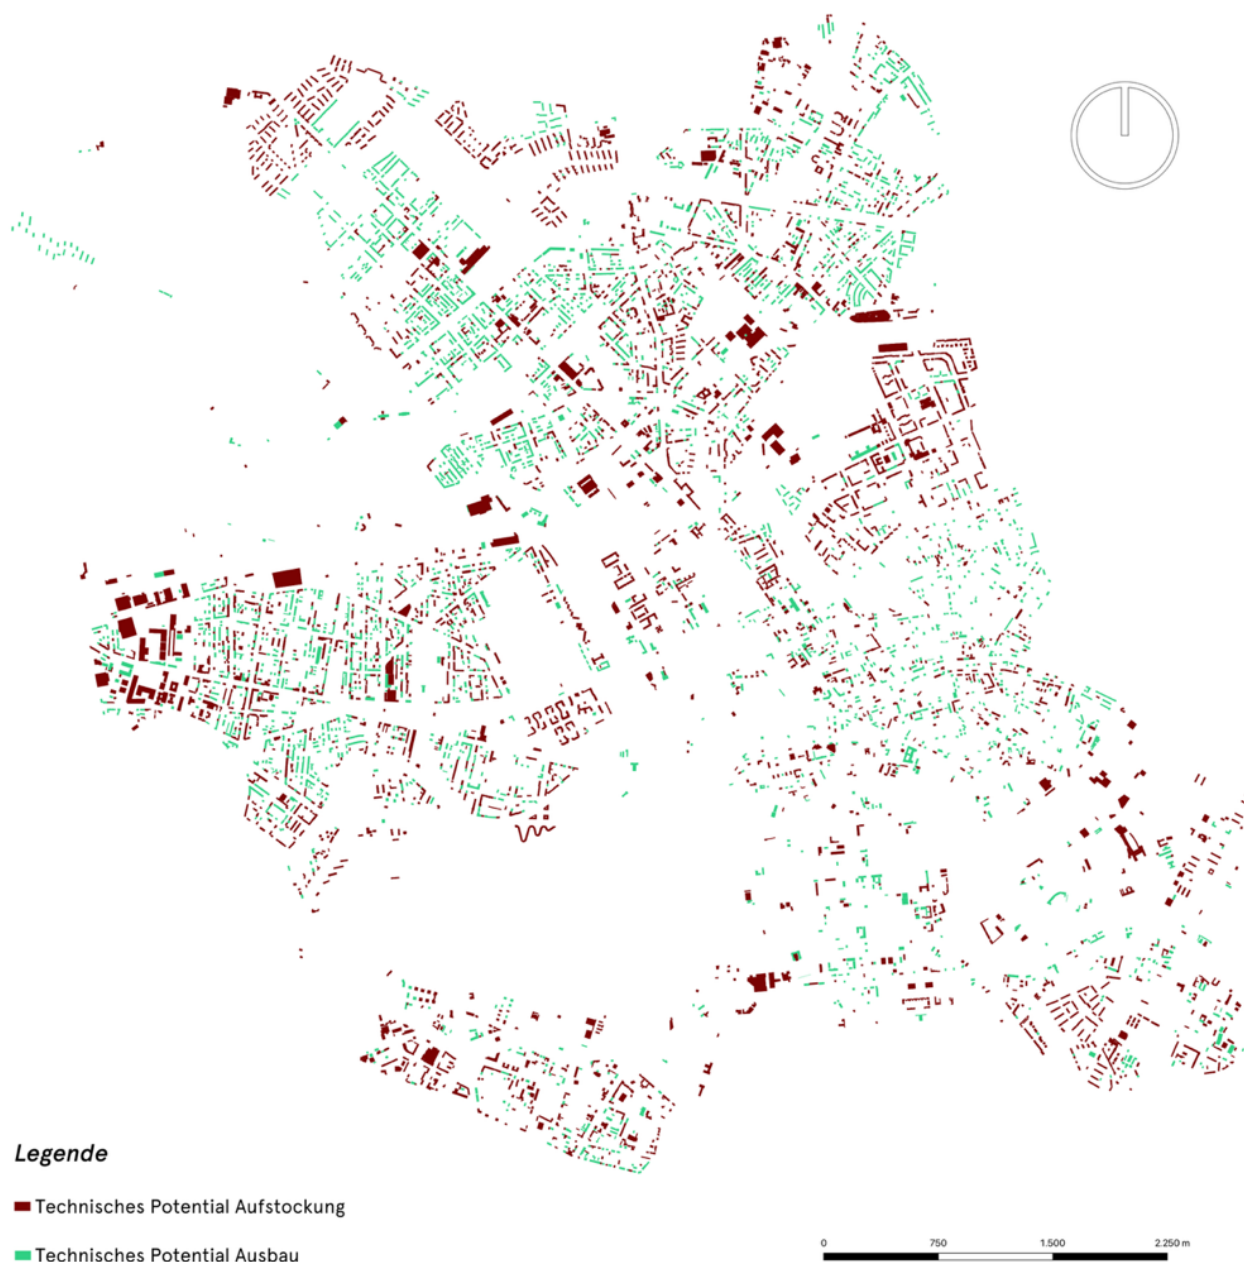 Legende
Technisches Potential Aufstockung
Technisches Potential Ausbau
0 750 1.500 2.250 m